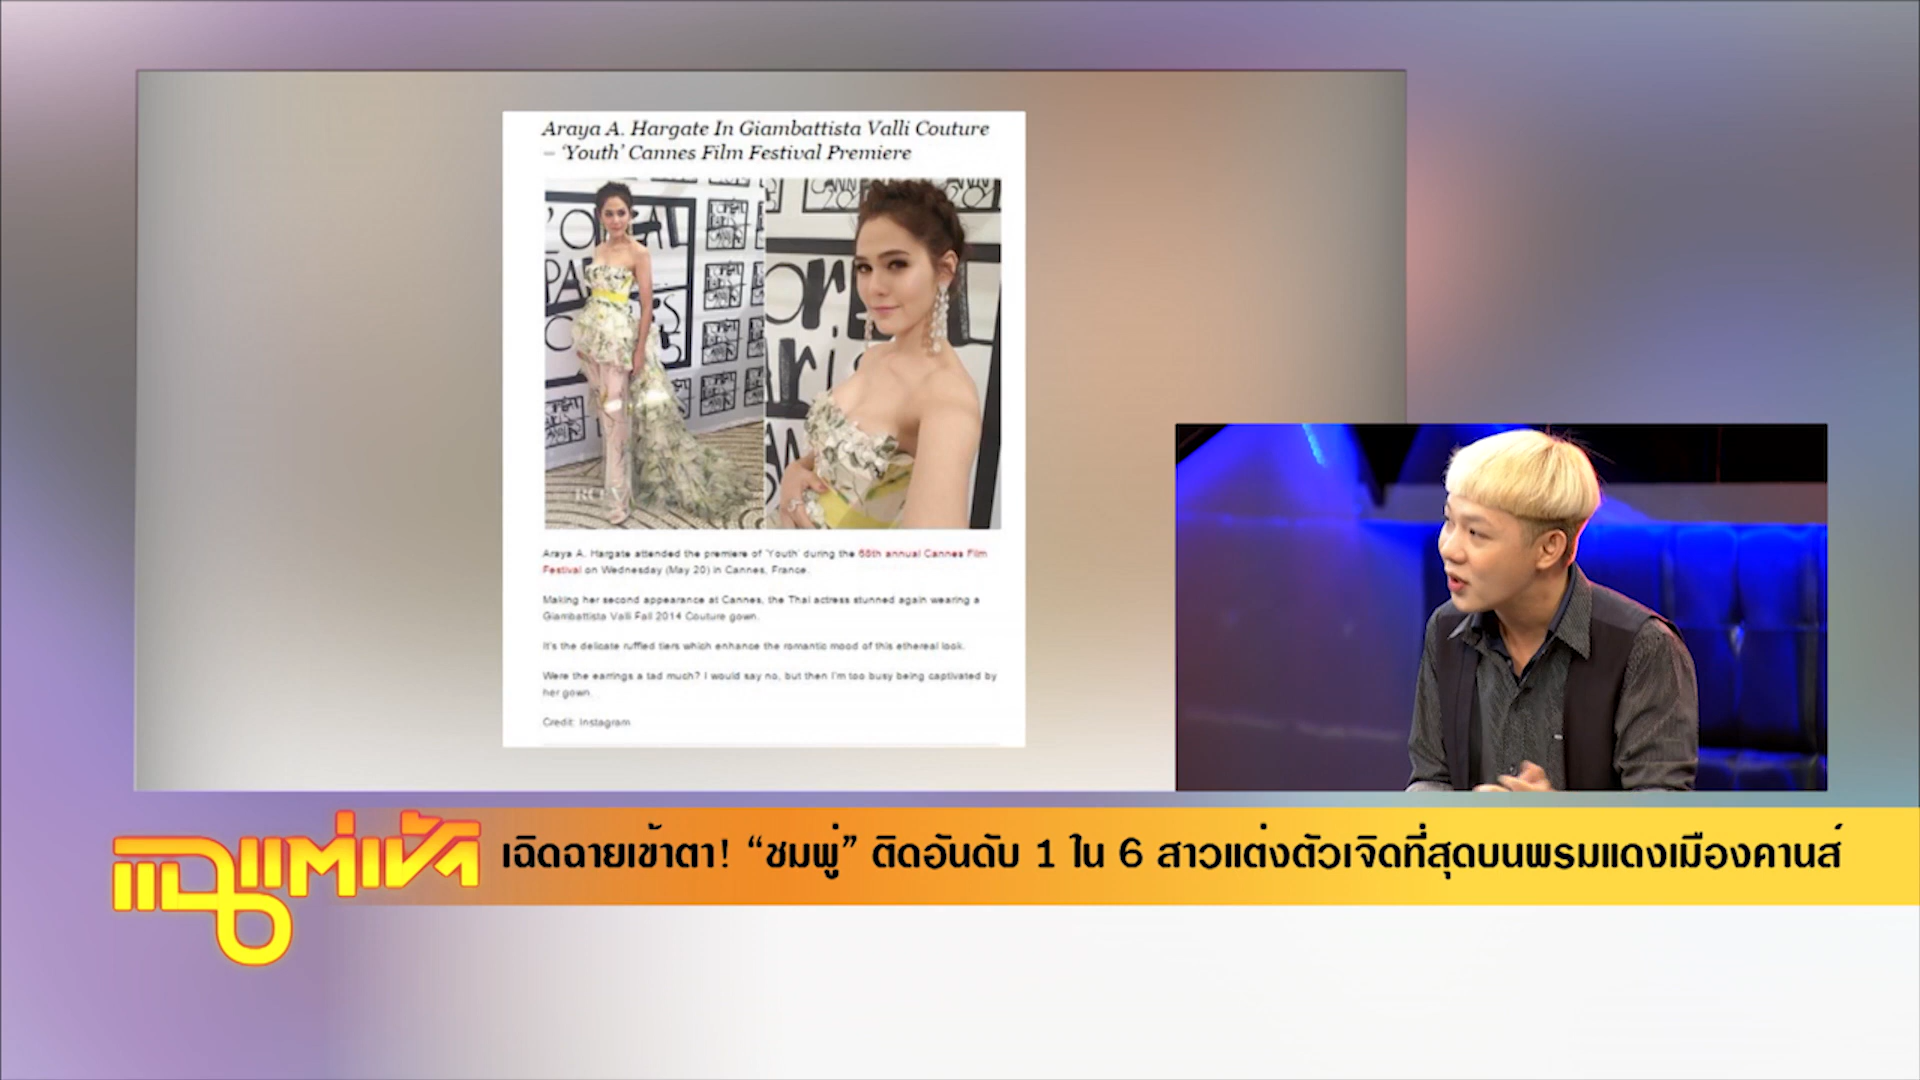 Araya A. Hargate In Giambattista Valli Couture
– ‘Youth’ Cannes Film Festival Premiere
Araya A. Hargate attended the premiere of ‘Youth’ during the 68th annual Cannes Film
Festival on Wednesday (May 20) in Cannes, France.
Making her second appearance at Cannes, the Thai actress stunned again wearing a
Giambattista Valli Fall 2014 Couture gown.
It’s the delicate ruffled tiers which enhance the romantic mood of this ethereal look.
Were the earrings a tad much? I would say no, but then I’m too busy being captivated by
her gown.
Credit: Instagram
แฉแต่เช้า
เฉิดฉายเข้าตา! “ชมพู่” ติดอันดับ 1 ใน 6 สาวแต่งตัวเจิดที่สุดบนพรมแดงเมืองคานส์